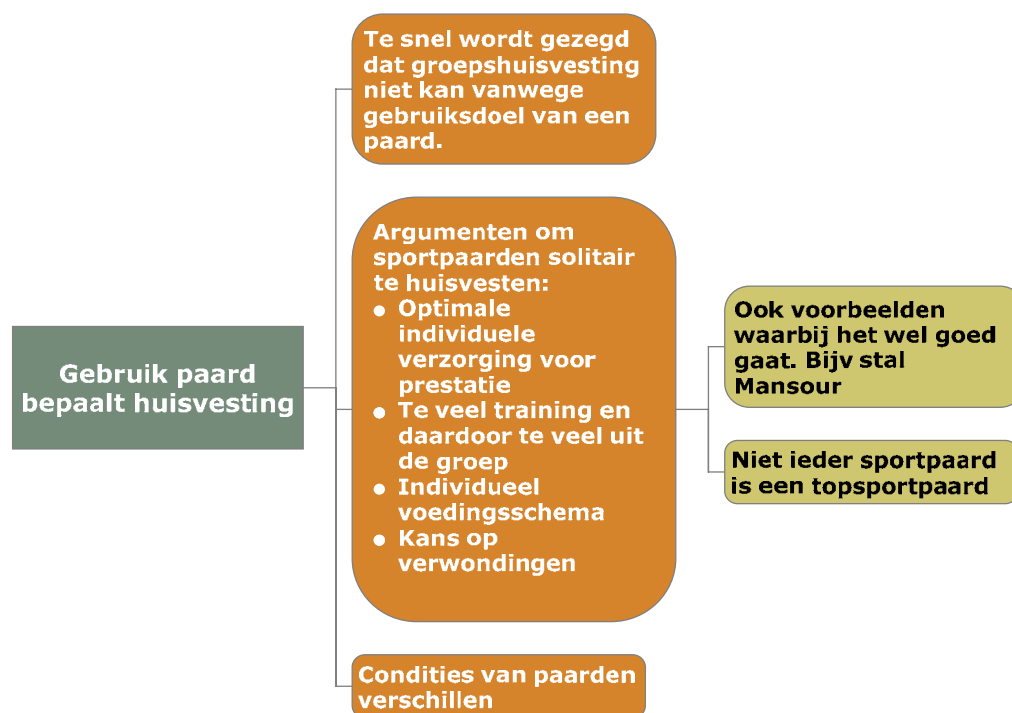 Gebruik paard
bepaalt huisvesting
Te snel wordt gezegd
dat groepshuisvesting
niet kan vanwege
gebruiksdoel van een
paard.
Argumenten om
sportpaarden solitair
te huisvesten:
● Optimale
individuele
verzorging voor
prestatie
● Te veel training en
daardoor te veel uit
de groep
● Individueel
voedingsschema
● Kans op
verwondingen
Ook voorbeelden
waarbij het wel goed
gaat. Bijv stal
Mansour
Niet ieder sportpaard
is een topsportpaard
Condities van paarden
verschillen